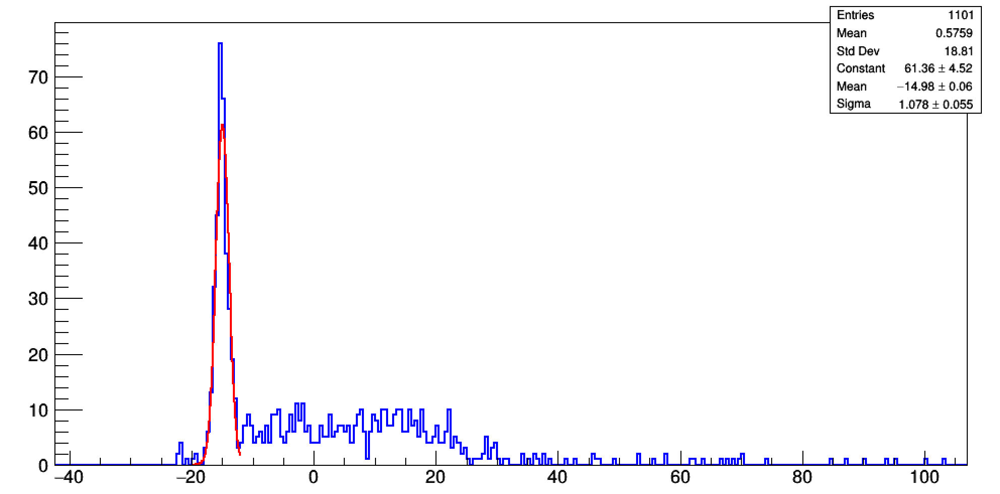 Entries 1101
Mean 0.5759
Std Dev 18.81
Constant 61.36 ± 4.52
Mean −14.98 ± 0.06
Sigma 1.078 ± 0.055
70
60
50
40
30
20
10
0
−40 −20 0 20 40 60 80 100